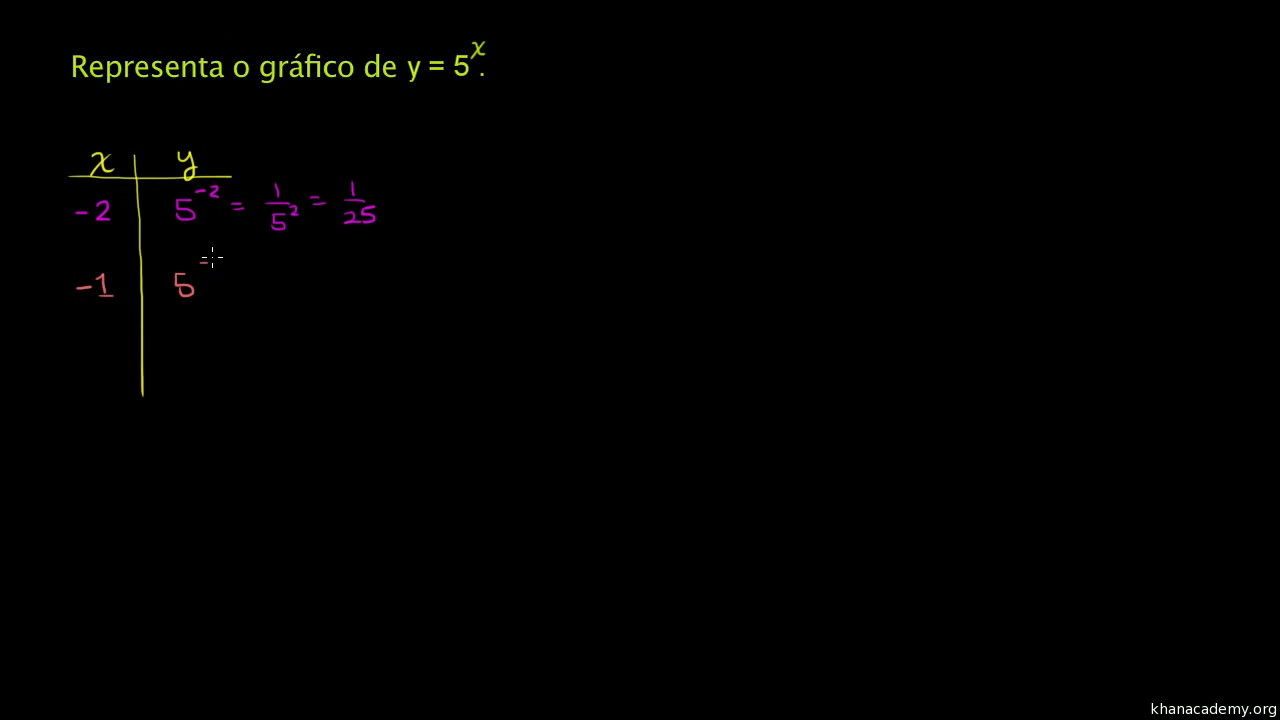 Representa o gráfico de y = 5^x.
x y
-2 5^-2 = 1/5^2 = 1/25
-1 5^-
khanacademy.org